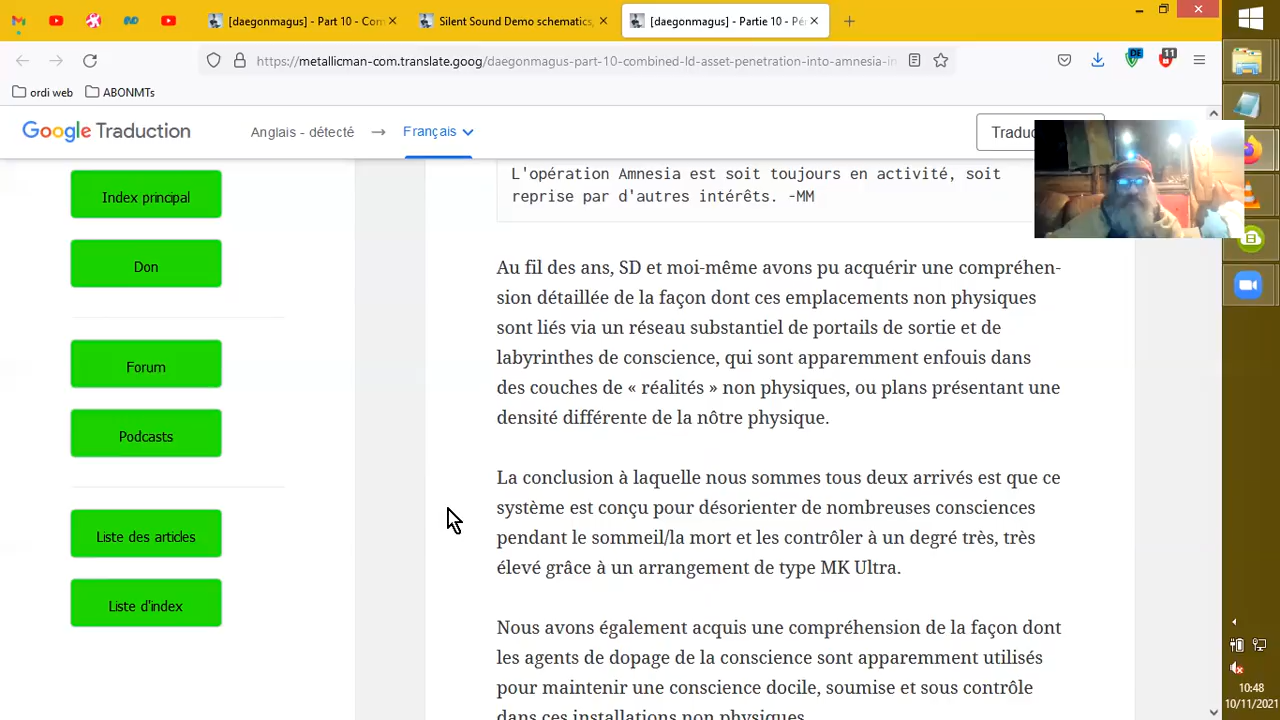 [daegonmagus] - Part 10 - Com
Silent Sound Demo schematics,
[daegonmagus] - Partie 10 - Pé
https://metallicman-com.translate.goog/daegonmagus-part-10-combined-ld-asset-penetration-into-amnesia-in
DE
11
ordi web
ABONMTs
Google Traduction
Anglais - détecté
Français
Traduc
Index principal
Don
Forum
Podcasts
Liste des articles
Liste d'index
L'opération Amnesia est soit toujours en activité, soit
reprise par d'autres intérêts. -MM
Au fil des ans, SD et moi-même avons pu acquérir une compréhen-
sion détaillée de la façon dont ces emplacements non physiques
sont liés via un réseau substantiel de portails de sortie et de
labyrinthes de conscience, qui sont apparemment enfouis dans
des couches de « réalités » non physiques, ou plans présentant une
densité différente de la nôtre physique.
La conclusion à laquelle nous sommes tous deux arrivés est que ce
système est conçu pour désorienter de nombreuses consciences
pendant le sommeil/la mort et les contrôler à un degré très, très
élevé grâce à un arrangement de type MK Ultra.
Nous avons également acquis une compréhension de la façon dont
les agents de dopage de la conscience sont apparemment utilisés
pour maintenir une conscience docile, soumise et sous contrôle
dans ces installations non physiques.
10:48
10/11/2021